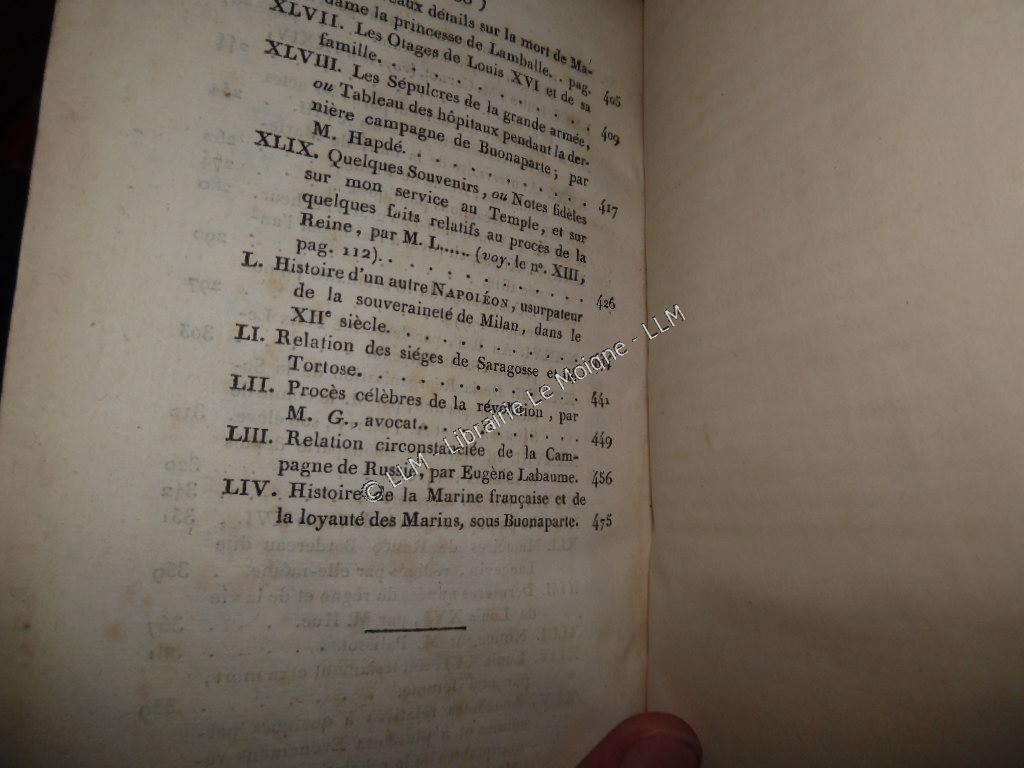 aux détails sur la mort de Ma-
dame la princesse de Lamballe. . pag. 405
XLVII. Les Otages de Louis XVI et de sa
famille. . . . . . . . . . . . 409
XLVIII. Les Sépulcres de la grande armée,
ou Tableau des hôpitaux pendant la der-
nière campagne de Buonaparte; par
M. Hapdé. . . . . . . . . . . 417
XLIX. Quelques Souvenirs, ou Notes fidèles
sur mon service au Temple, et sur
quelques faits relatifs au procès de la
Reine, par M. L..... (voy. le n°. XIII,
pag. 112). . . . . . . . . . . 426
L. Histoire d'un autre NAPOLÉON, usurpateur
de la souveraineté de Milan, dans le
XIIe siècle. . . . . . . . . . .
LI. Relation des siéges de Saragosse et
Tortose. . . . . . . . . . . . 441
LII. Procès célèbres de la révolution, par
M. G., avocat. . . . . . . . . . 449
LIII. Relation circonstanciée de la Cam-
pagne de Russie, par Eugène Labaume. 456
LIV. Histoire de la Marine française et de
la loyauté des Marins, sous Buonaparte. 475
© LLM - Librairie Le Moigne - LLM